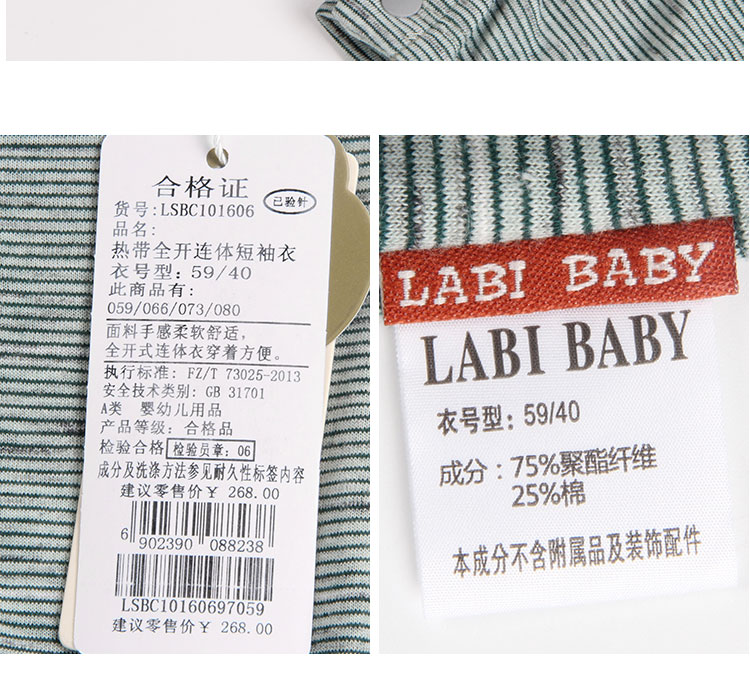 合格证
已验针
货号:LSBC101606
品名:
热带全开连体短袖衣
衣号型: 59/40
此商品有:
059/066/073/080
面料手感柔软舒适,
全开式连体衣穿着方便。
执行标准: FZ/T 73025-2013
安全技术类别: GB 31701
A类 婴幼儿用品
产品等级: 合格品
检验合格 检验员章: 06
成分及洗涤方法参见耐久性标签内容
建议零售价￥ 268.00
6 902390 088238
LSBC10160697059
建议零售价￥ 268.00
LABI BABY
LABI BABY
衣号型: 59/40
成分: 75%聚酯纤维
25%棉
本成分不含附属品及装饰配件